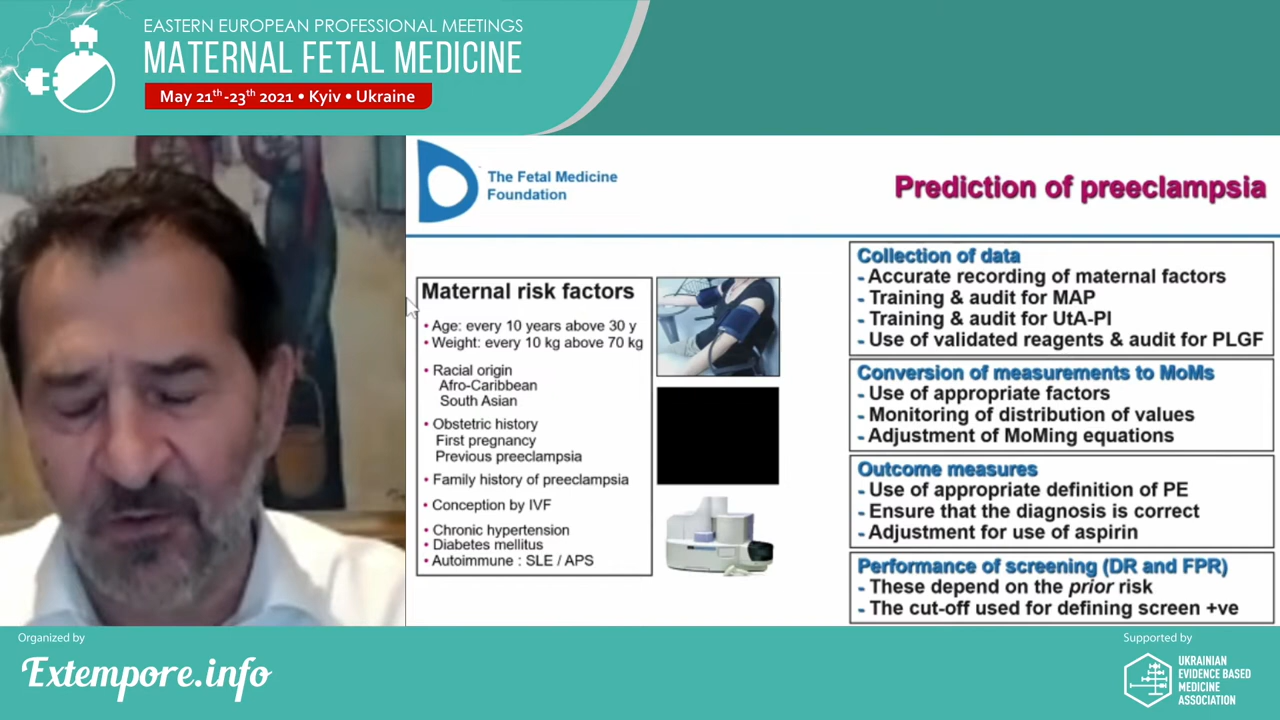 EASTERN EUROPEAN PROFESSIONAL MEETINGS
MATERNAL FETAL MEDICINE
May 21th-23th 2021 • Kyiv • Ukraine
The Fetal Medicine
Foundation
Prediction of preeclampsia
Maternal risk factors
• Age: every 10 years above 30 y
• Weight: every 10 kg above 70 kg
• Racial origin
Afro-Caribbean
South Asian
• Obstetric history
First pregnancy
Previous preeclampsia
• Family history of preeclampsia
• Conception by IVF
• Chronic hypertension
• Diabetes mellitus
• Autoimmune : SLE / APS
Collection of data
- Accurate recording of maternal factors
- Training & audit for MAP
- Training & audit for UtA-PI
- Use of validated reagents & audit for PLGF
Conversion of measurements to MoMs
- Use of appropriate factors
- Monitoring of distribution of values
- Adjustment of MoMing equations
Outcome measures
- Use of appropriate definition of PE
- Ensure that the diagnosis is correct
- Adjustment for use of aspirin
Performance of screening (DR and FPR)
- These depend on the prior risk
- The cut-off used for defining screen +ve
Organized by
Extempore.info
Supported by
UKRAINIAN
EVIDENCE BASED
MEDICINE
ASSOCIATION